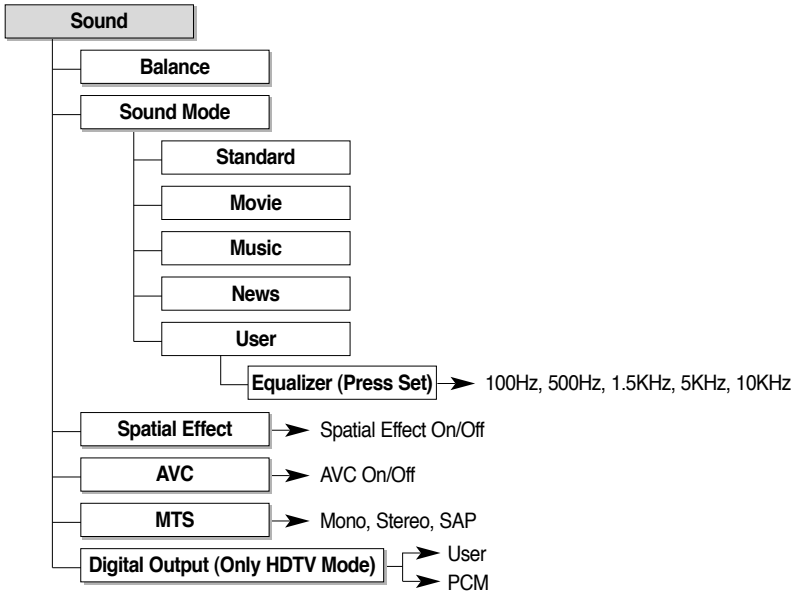 Sound
Balance
Sound Mode
Standard
Movie
Music
News
User
Equalizer (Press Set) 100Hz, 500Hz, 1.5KHz, 5KHz, 10KHz
Spatial Effect Spatial Effect On/Off
AVC AVC On/Off
MTS Mono, Stereo, SAP
Digital Output (Only HDTV Mode) User
PCM